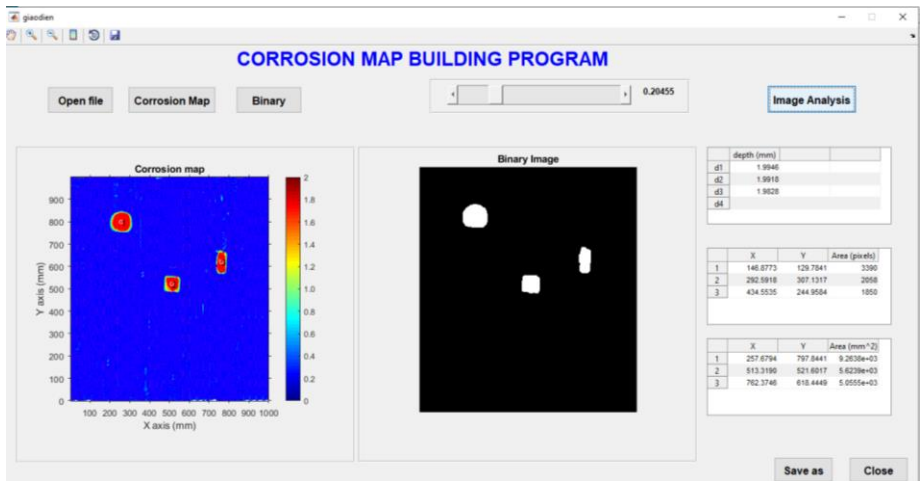 giaodien
CORROSION MAP BUILDING PROGRAM
Open file
Corrosion Map
Binary
0.20455
Image Analysis
Corrosion map
2
1.8
1.6
1.4
1.2
1
0.8
0.6
0.4
0.2
0
900
800
700
600
500
400
300
200
100
0
Y axis (mm)
100 200 300 400 500 600 700 800 900 1000
X axis (mm)
Binary Image
depth (mm)
d1 1.9946
d2 1.9918
d3 1.9828
d4
X Y Area (pixels)
1 146.8773 129.7841 3390
2 292.5918 307.1317 2058
3 434.5535 244.9584 1850
X Y Area (mm^2)
1 257.6794 797.8441 9.2638e+03
2 513.3190 521.6017 5.6239e+03
3 762.3746 618.4449 5.0555e+03
Save as
Close